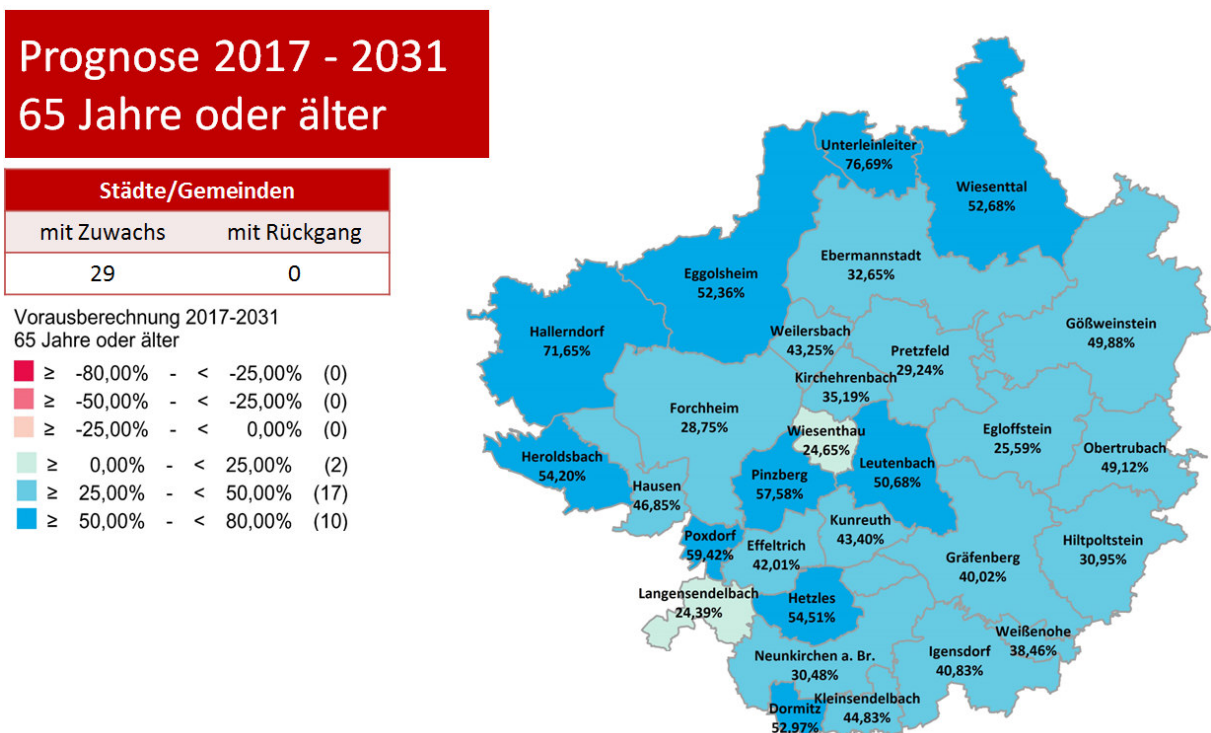 Prognose 2017 - 2031
65 Jahre oder älter
Städte/Gemeinden
mit Zuwachs mit Rückgang
29 0
Vorausberechnung 2017-2031
65 Jahre oder älter
≥ -80,00% - < -25,00% (0)
≥ -50,00% - < -25,00% (0)
≥ -25,00% - < 0,00% (0)
≥ 0,00% - < 25,00% (2)
≥ 25,00% - < 50,00% (17)
≥ 50,00% - < 80,00% (10)
Unterleinleiter
76,69%
Wiesenttal
52,68%
Ebermannstadt
32,65%
Eggolsheim
52,36%
Gößweinstein
49,88%
Hallerndorf
71,65%
Weilersbach
43,25%
Pretzfeld
29,24%
Kirchehrenbach
35,19%
Forchheim
28,75%
Wiesenthau
24,65%
Egloffstein
25,59%
Obertrubach
49,12%
Heroldsbach
54,20%
Leutenbach
50,68%
Pinzberg
57,58%
Hausen
46,85%
Kunreuth
43,40%
Poxdorf
59,42%
Effeltrich
42,01%
Hiltpoltstein
30,95%
Gräfenberg
40,02%
Langensendelbach
24,39%
Hetzles
54,51%
Weißenohe
38,46%
Neunkirchen a. Br.
30,48%
Igensdorf
40,83%
Kleinsendelbach
44,83%
Dormitz
52,97%